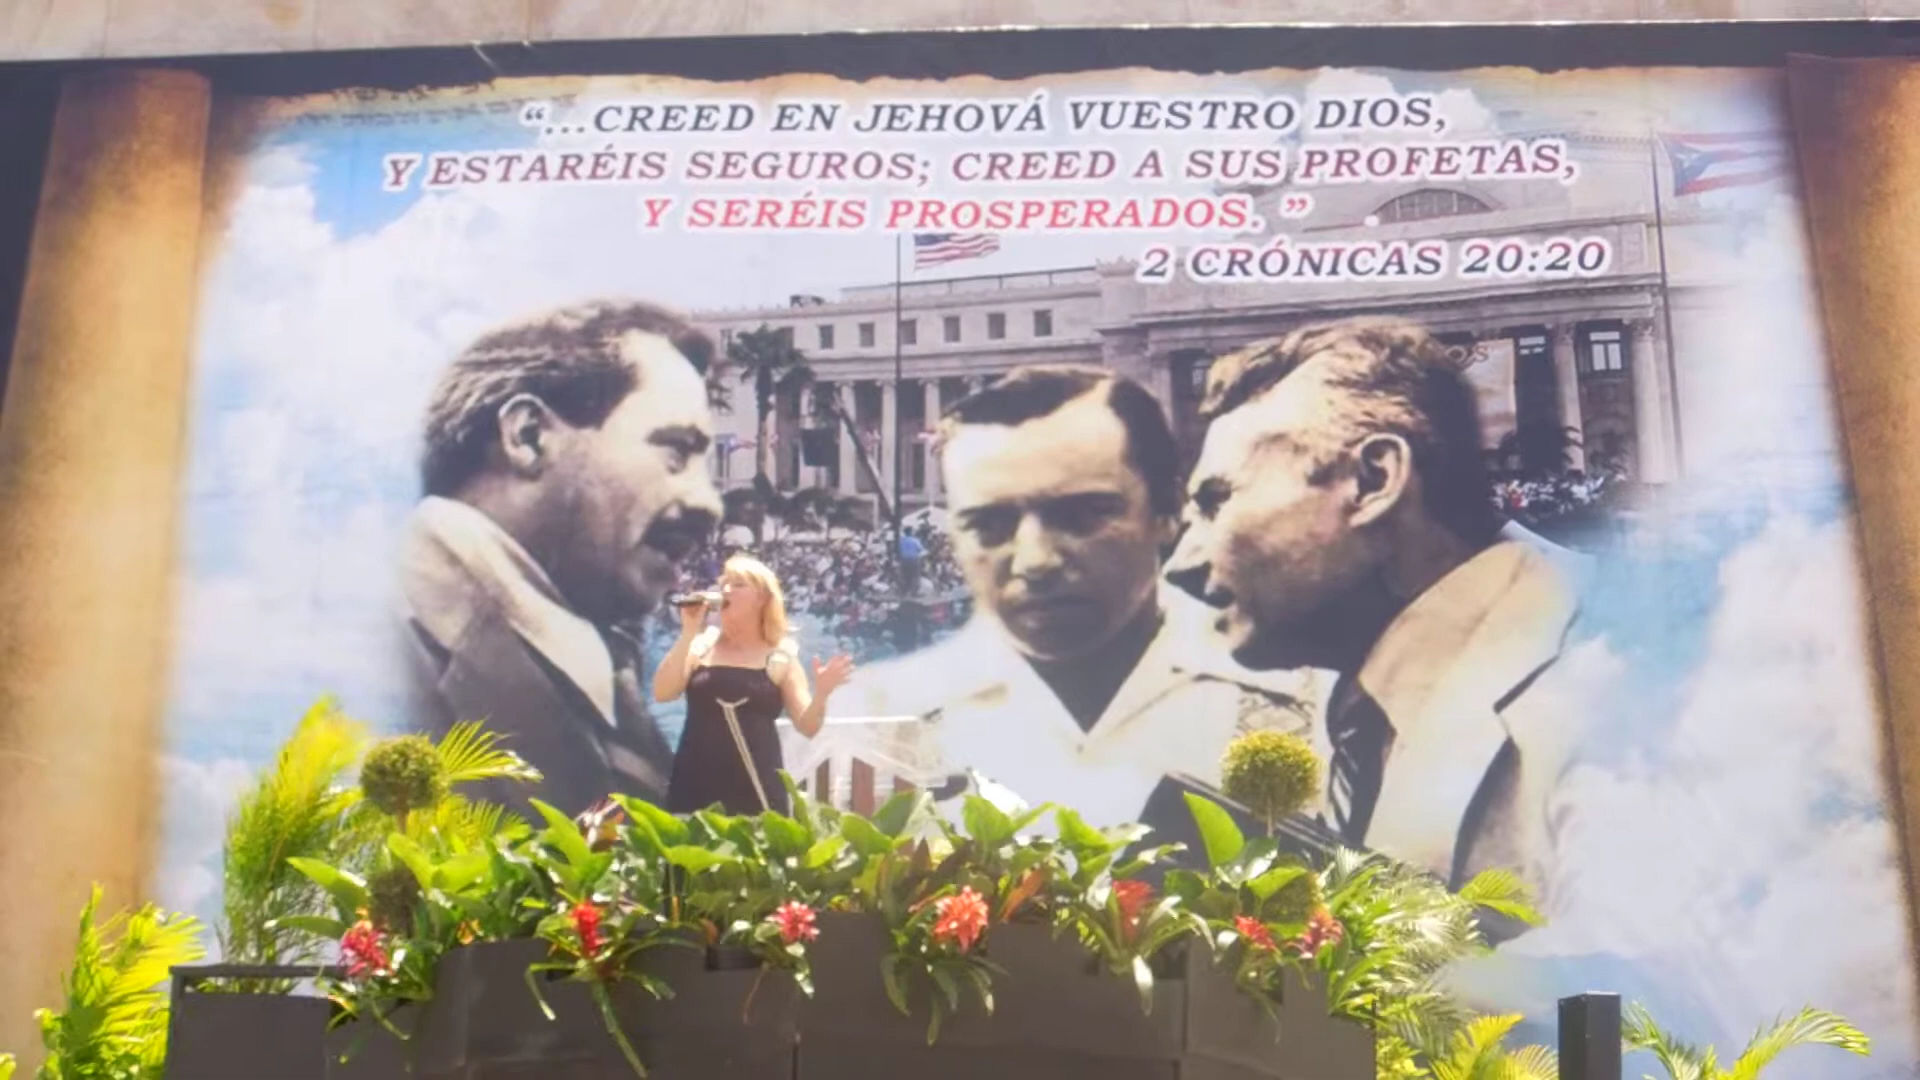 “...CREED EN JEHOVÁ VUESTRO DIOS,
Y ESTARÉIS SEGUROS; CREED A SUS PROFETAS,
Y SERÉIS PROSPERADOS.”
2 CRÓNICAS 20:20